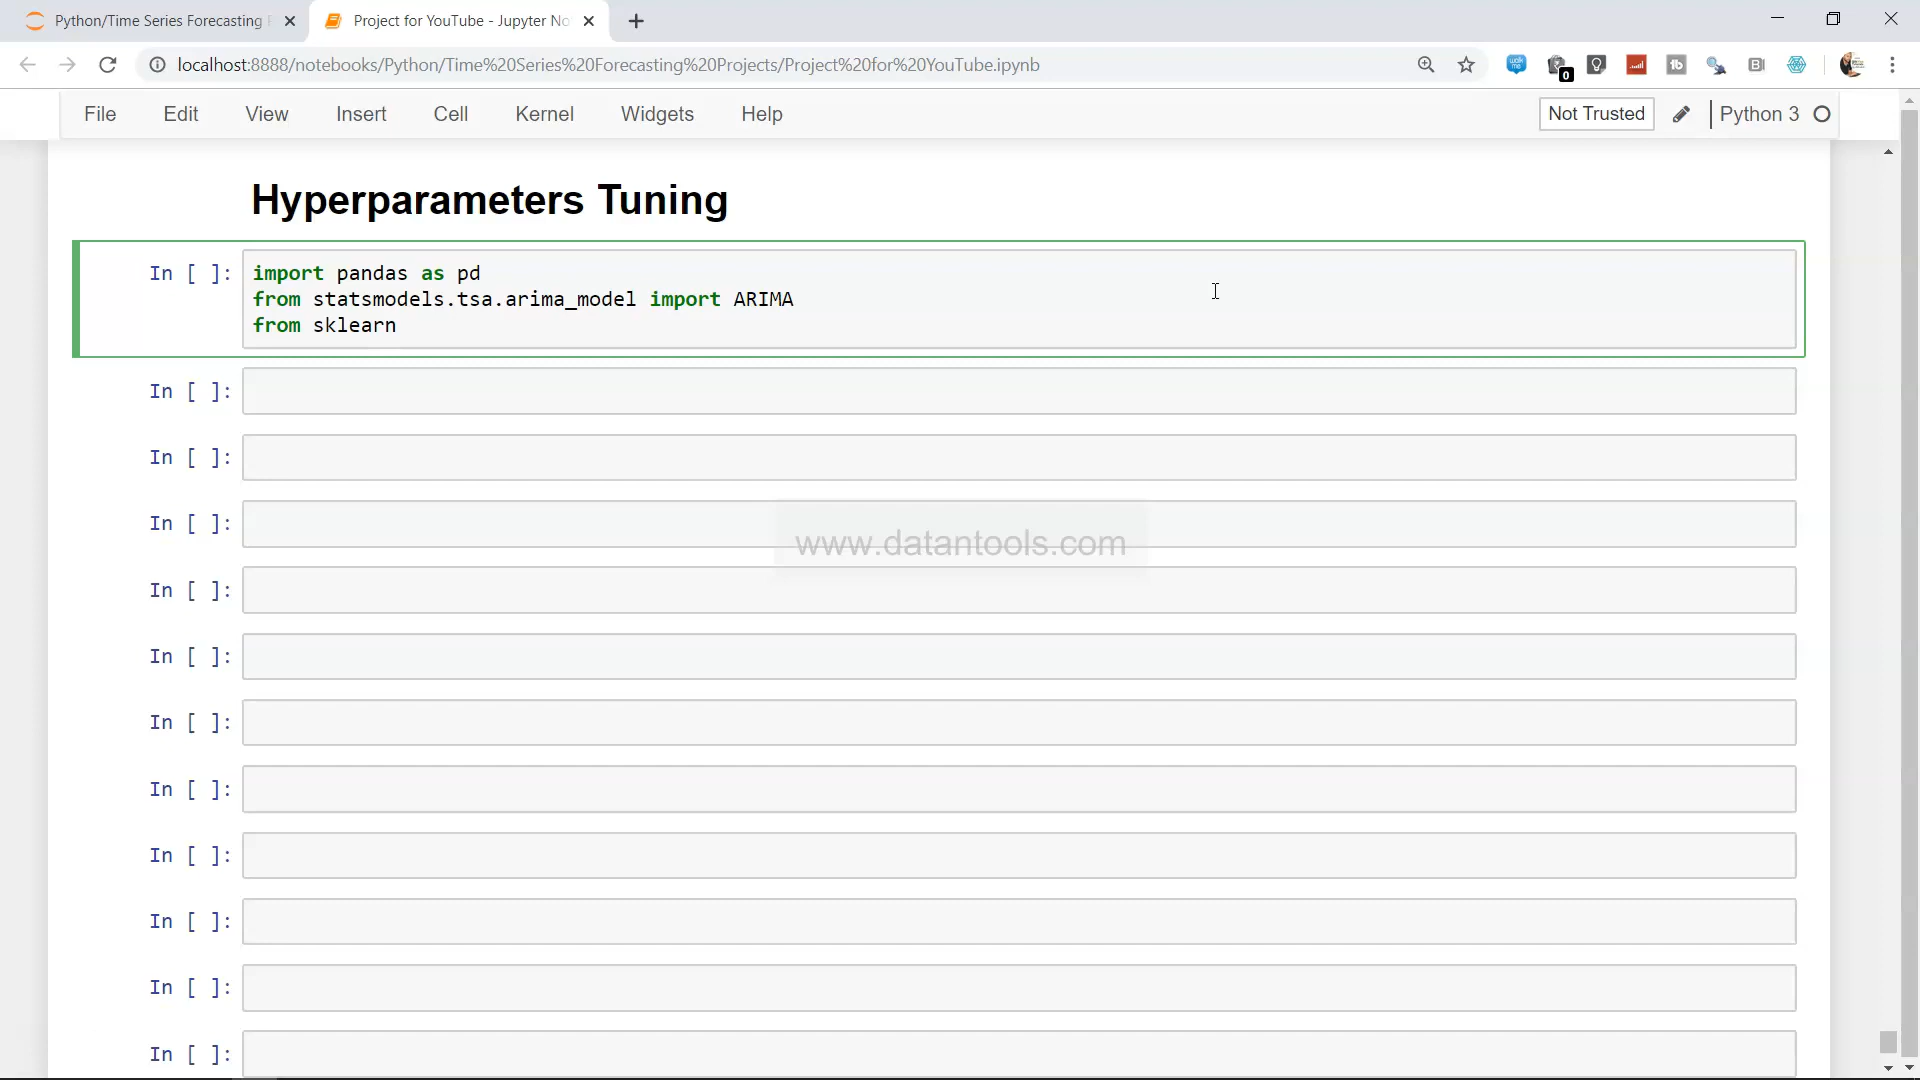 Python/Time Series Forecasting
Project for YouTube - Jupyter No
localhost:8888/notebooks/Python/Time%20Series%20Forecasting%20Projects/Project%20for%20YouTube.ipynb
0
tb
B
File Edit View Insert Cell Kernel Widgets Help
Not Trusted
Python 3
Hyperparameters Tuning
In [ ]: import pandas as pd
from statsmodels.tsa.arima_model import ARIMA
from sklearn
In [ ]:
In [ ]:
In [ ]:
www.datantools.com
In [ ]:
In [ ]:
In [ ]:
In [ ]:
In [ ]:
In [ ]:
In [ ]:
In [ ]: